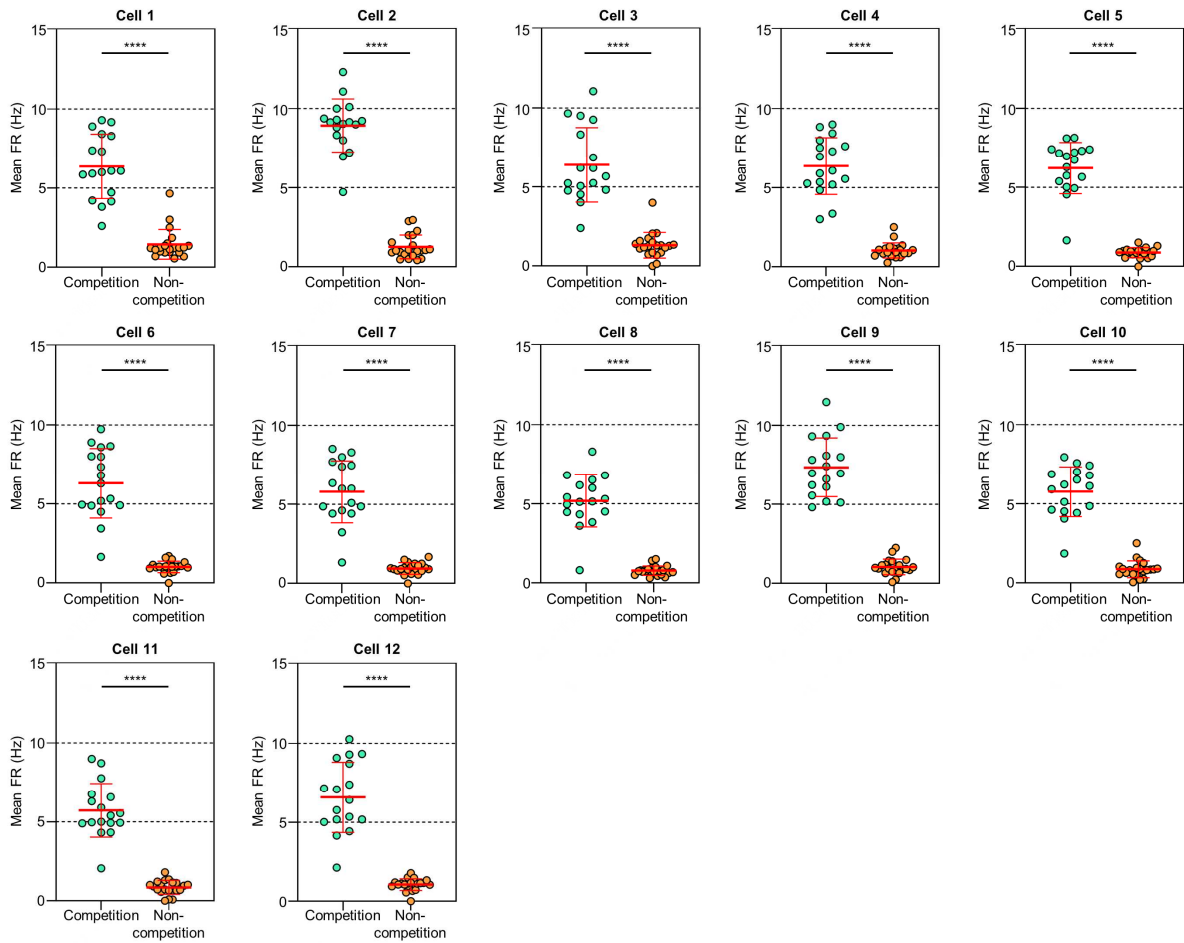 Cell 1
****
Mean FR (Hz)
15
10
5
0
Competition
Non-
competition
Cell 2
****
Mean FR (Hz)
15
10
5
0
Competition
Non-
competition
Cell 3
****
Mean FR (Hz)
15
10
5
0
Competition
Non-
competition
Cell 4
****
Mean FR (Hz)
15
10
5
0
Competition
Non-
competition
Cell 5
****
Mean FR (Hz)
15
10
5
0
Competition
Non-
competition
Cell 6
****
Mean FR (Hz)
15
10
5
0
Competition
Non-
competition
Cell 7
****
Mean FR (Hz)
15
10
5
0
Competition
Non-
competition
Cell 8
****
Mean FR (Hz)
15
10
5
0
Competition
Non-
competition
Cell 9
****
Mean FR (Hz)
15
10
5
0
Competition
Non-
competition
Cell 10
****
Mean FR (Hz)
15
10
5
0
Competition
Non-
competition
Cell 11
****
Mean FR (Hz)
15
10
5
0
Competition
Non-
competition
Cell 12
****
Mean FR (Hz)
15
10
5
0
Competition
Non-
competition